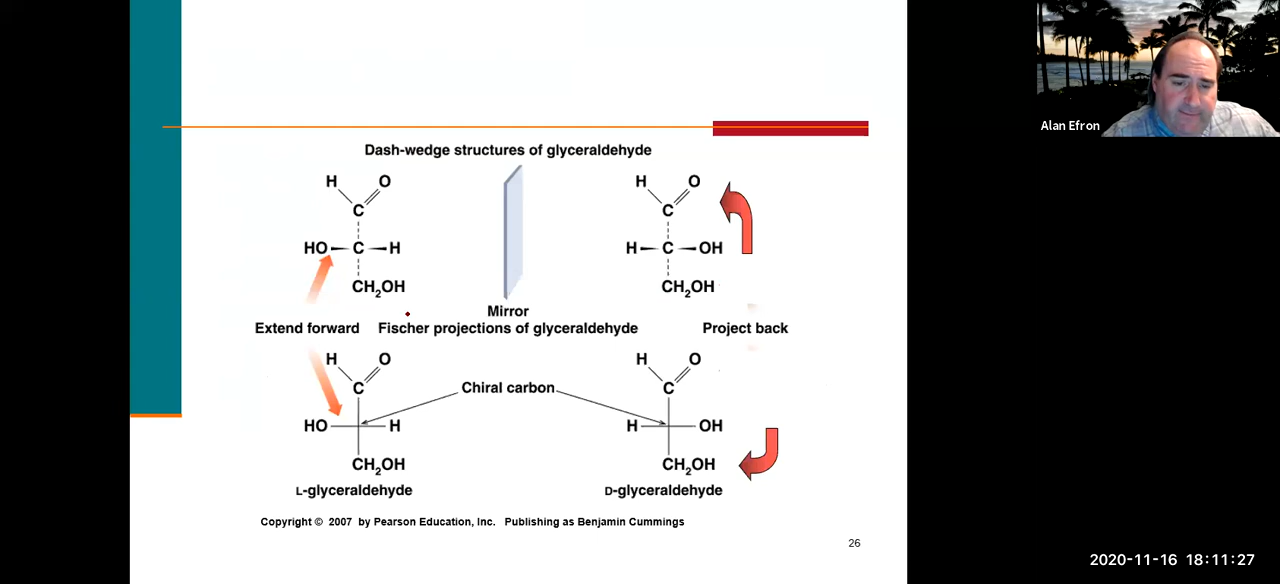 Alan Efron
Dash-wedge structures of glyceraldehyde
H O H O
C C
HO C H H C OH
CH2OH CH2OH
Mirror
Extend forward Fischer projections of glyceraldehyde Project back
H O H O
C Chiral carbon C
HO H H OH
CH2OH CH2OH
L-glyceraldehyde D-glyceraldehyde
Copyright © 2007 by Pearson Education, Inc. Publishing as Benjamin Cummings
26
2020-11-16 18:11:27